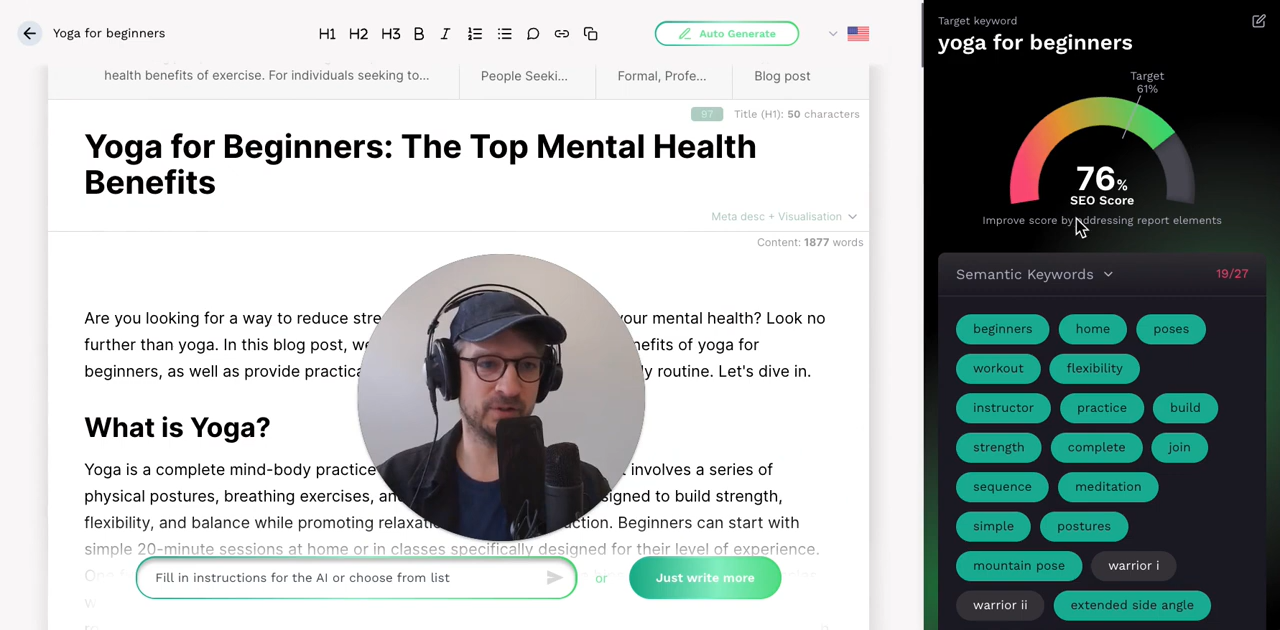 Yoga for beginners
H1 H2 H3 B I
Auto Generate
health benefits of exercise. For individuals seeking to...
People Seeki...
Formal, Profe...
Blog post
97
Title (H1): 50 characters
Yoga for Beginners: The Top Mental Health
Benefits
Meta desc + Visualisation
Content: 1877 words
Are you looking for a way to reduce stre your mental health? Look no
further than yoga. In this blog post, we nefits of yoga for
beginners, as well as provide practica ly routine. Let's dive in.
What is Yoga?
Yoga is a complete mind-body practice involves a series of
physical postures, breathing exercises, an signed to build strength,
flexibility, and balance while promoting relaxati ction. Beginners can start with
simple 20-minute sessions at home or in classes specifically designed for their level of experience.
Fill in instructions for the AI or choose from list
or
Just write more
Target keyword
yoga for beginners
Target
61%
76%
SEO Score
Improve score by addressing report elements
Semantic Keywords
19/27
beginners
home
poses
workout
flexibility
instructor
practice
build
strength
complete
join
sequence
meditation
simple
postures
mountain pose
warrior i
warrior ii
extended side angle